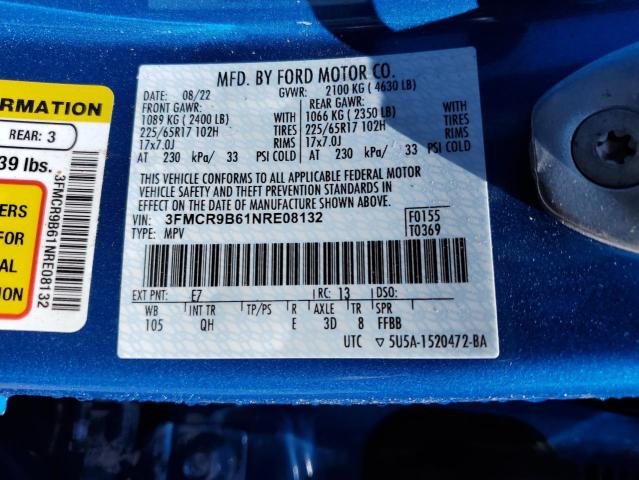 ORMATION
REAR: 3
39 lbs.
ERS
FOR
AL
ION
3FMCR9B61NRE08132
MFD. BY FORD MOTOR CO.
DATE: 08/22 GVWR: 2100 KG ( 4630 LB)
FRONT GAWR: REAR GAWR:
1089 KG ( 2400 LB) WITH 1066 KG ( 2350 LB) WITH
225/65R17 102H TIRES 225/65R17 102H TIRES
17x7.0J RIMS 17x7.0J RIMS
AT 230 kPa/ 33 PSI COLD AT 230 kPa/ 33 PSI COLD
THIS VEHICLE CONFORMS TO ALL APPLICABLE FEDERAL MOTOR
VEHICLE SAFETY AND THEFT PREVENTION STANDARDS IN
EFFECT ON THE DATE OF MANUFACTURE SHOWN ABOVE.
VIN: 3FMCR9B61NRE08132 F0155
TYPE: MPV T0369
EXT PNT: E7 RC: 13 DSO:
WB INT TR TP/PS R AXLE TR SPR
105 QH E 3D 8 FFBB
UTC ▽ 5U5A-1520472-BA